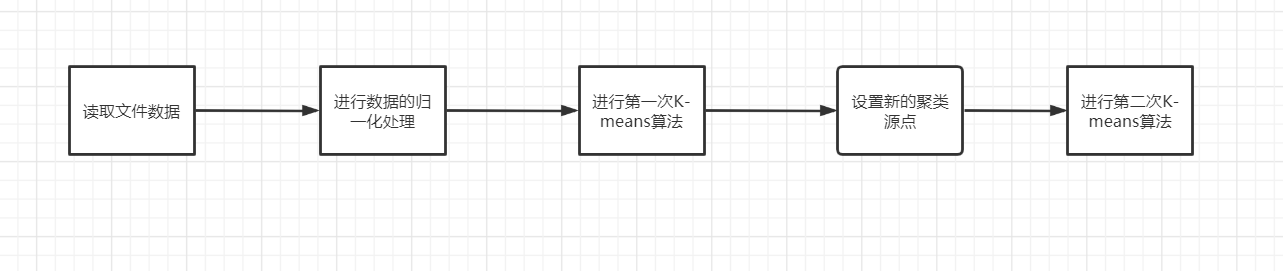 读取文件数据
进行数据的归
一化处理
进行第一次K-
means算法
设置新的聚类
源点
进行第二次K-
means算法